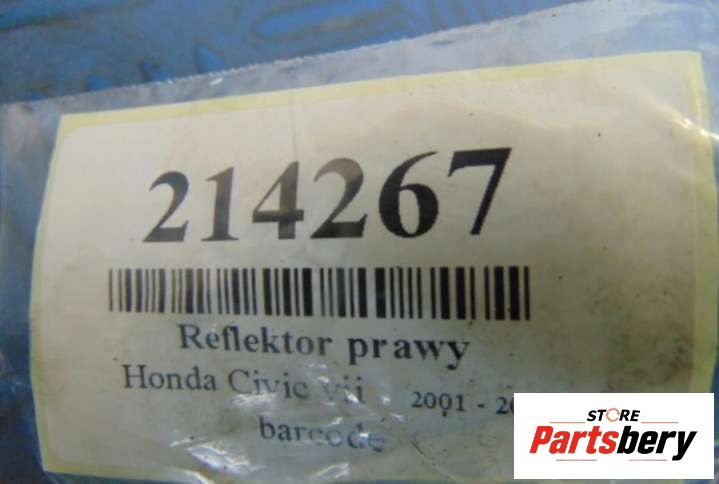 214267
Reflektor prawy
Honda Civic vii 2001 - 
barcode
STORE
Partsbery